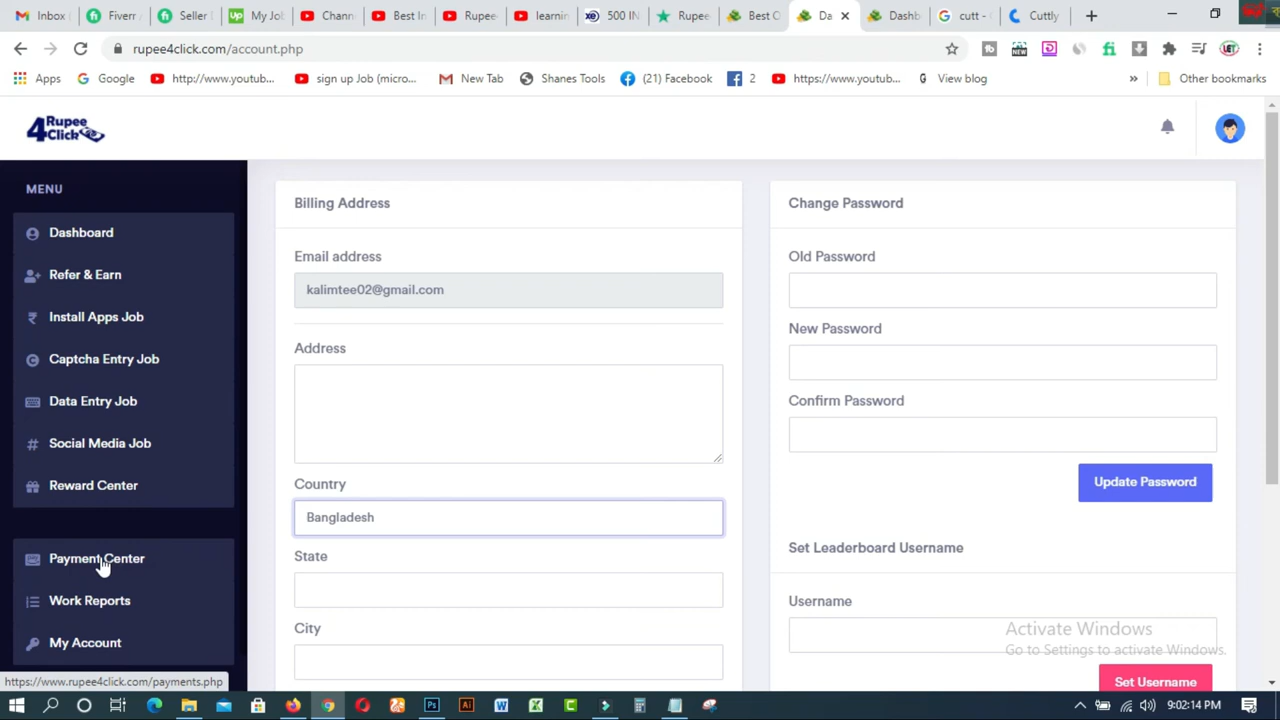 Fiverr
Seller
My Jol
Chann
Best In
Rupee
lear
500 IN
Rupee
Best O
Da
Dashb
cutt
Cuttly
rupee4click.com/account.php
Apps
Google
http://www.youtub...
sign up Job (micro...
New Tab
Shanes Tools
(21) Facebook
2
https://www.youtub...
View blog
»
Other bookmarks
4 Rupee
Click
MENU
Dashboard
Refer & Earn
Install Apps Job
Captcha Entry Job
Data Entry Job
Social Media Job
Reward Center
Payment Center
Work Reports
My Account
https://www.rupee4click.com/payments.php
Billing Address
Email address
kalimtee02@gmail.com
Address
Country
Bangladesh
State
City
Change Password
Old Password
New Password
Confirm Password
Update Password
Set Leaderboard Username
Username
Activate Windows
Go to Settings to activate Windows.
Set Username
9:02:14 PM